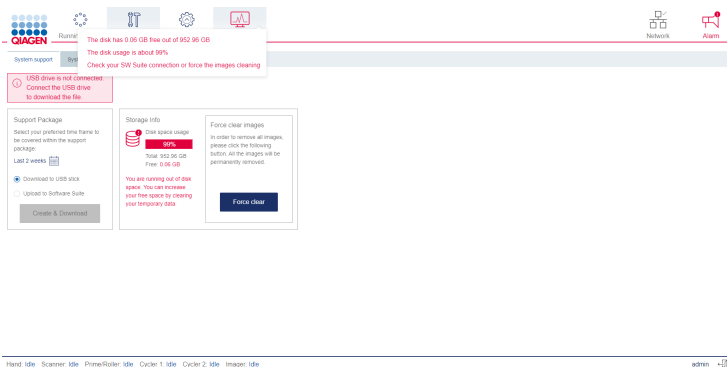 QIAGEN
Network
Alarm
The disk has 0.06 GB free out of 952.96 GB
The disk usage is about 99%
Check your SW Suite connection or force the images cleaning
System support
USB drive is not connected.
Connect the USB drive
to download the file.
Support Package
Select your preferred time frame to
be covered within the support
package:
Last 2 weeks
Download to USB stick
Upload to Software Suite
Create & Download
Storage Info
Disk space usage
99%
Total: 952.96 GB
Free: 0.06 GB
You are running out of disk
space. You can increase
your free space by clearing
your temporary data.
Force clear images
In order to remove all images,
please click the following
button. All the images will be
permanently removed.
Force clear
Hand: Idle Scanner: Idle Prime/Roller: Idle Cycler 1: Idle Cycler 2: Idle Imager: Idle
admin